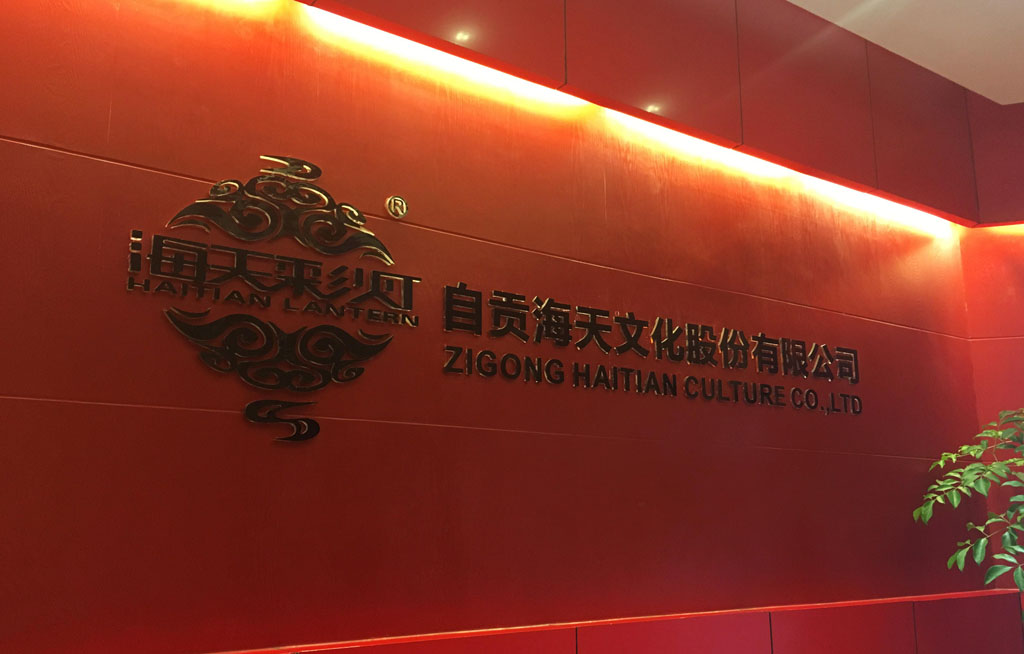 ®
海天彩灯
HAITIAN LANTERN
自贡海天文化股份有限公司
ZIGONG HAITIAN CULTURE CO.,LTD